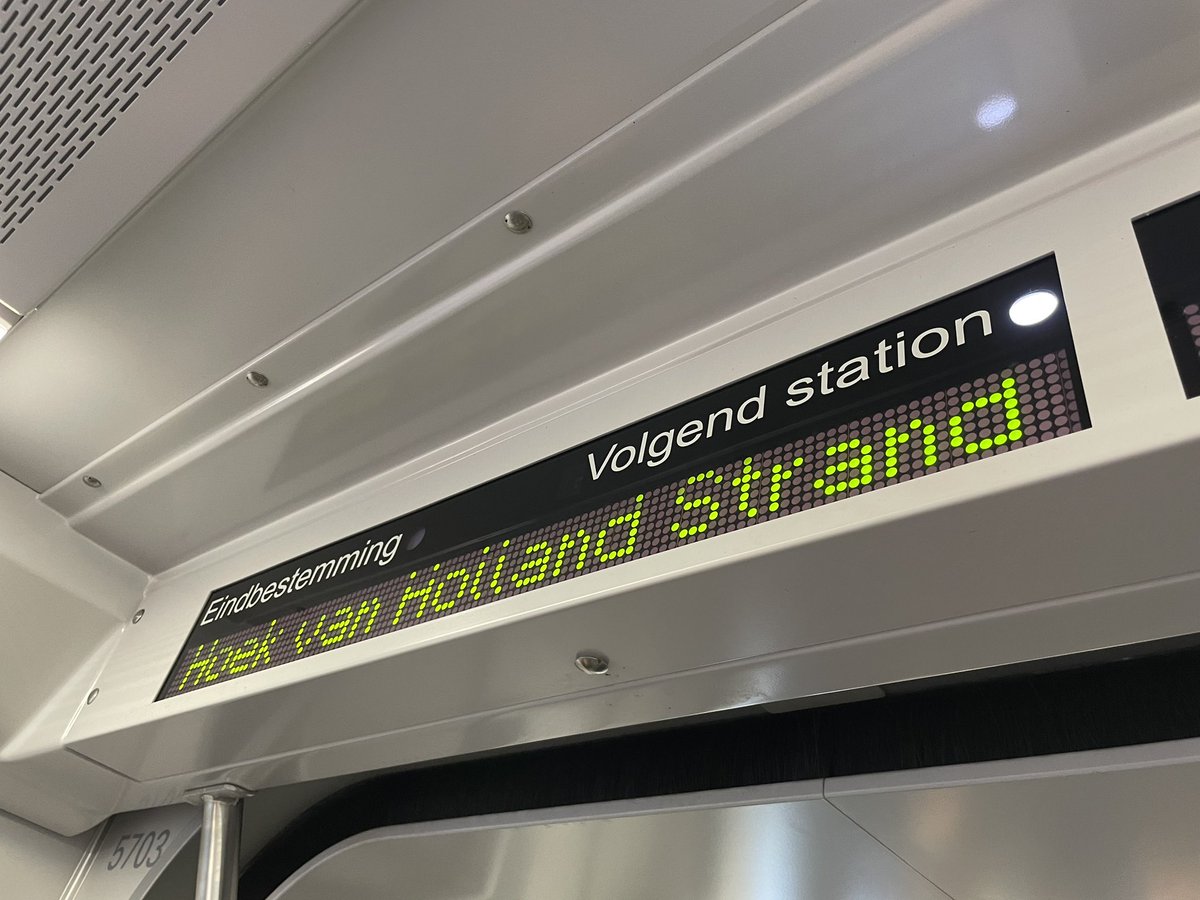 Eindbestemming
Volgend station
Hoek van Holland Strand
5703